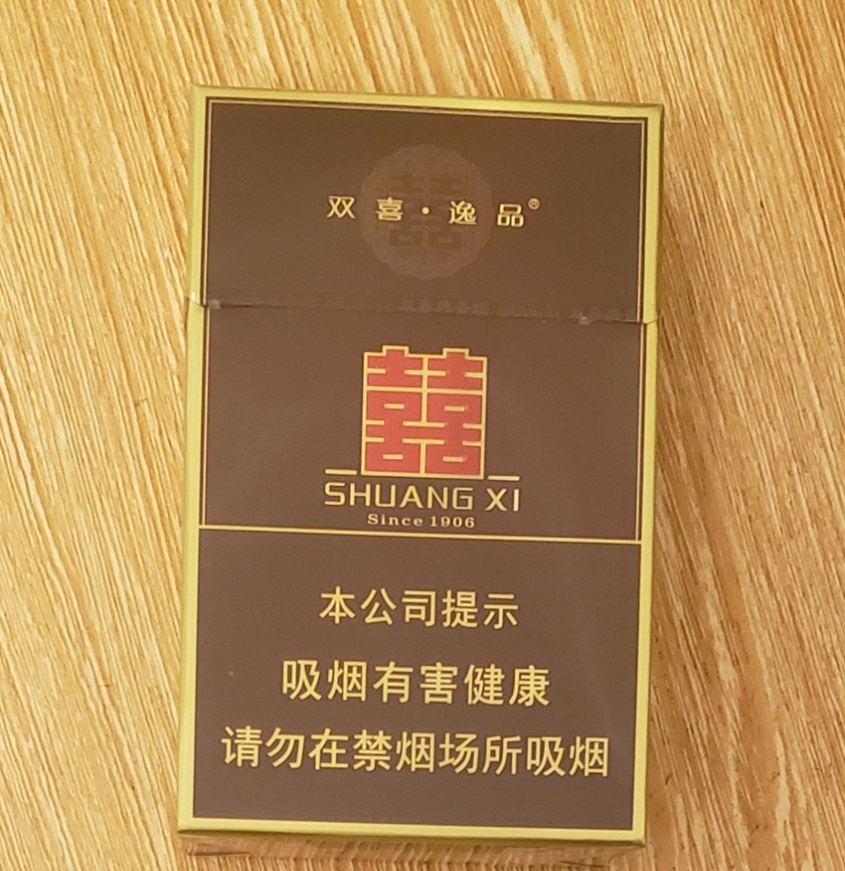 双喜·逸品®
囍
SHUANG XI
Since 1906
本公司提示
吸烟有害健康
请勿在禁烟场所吸烟